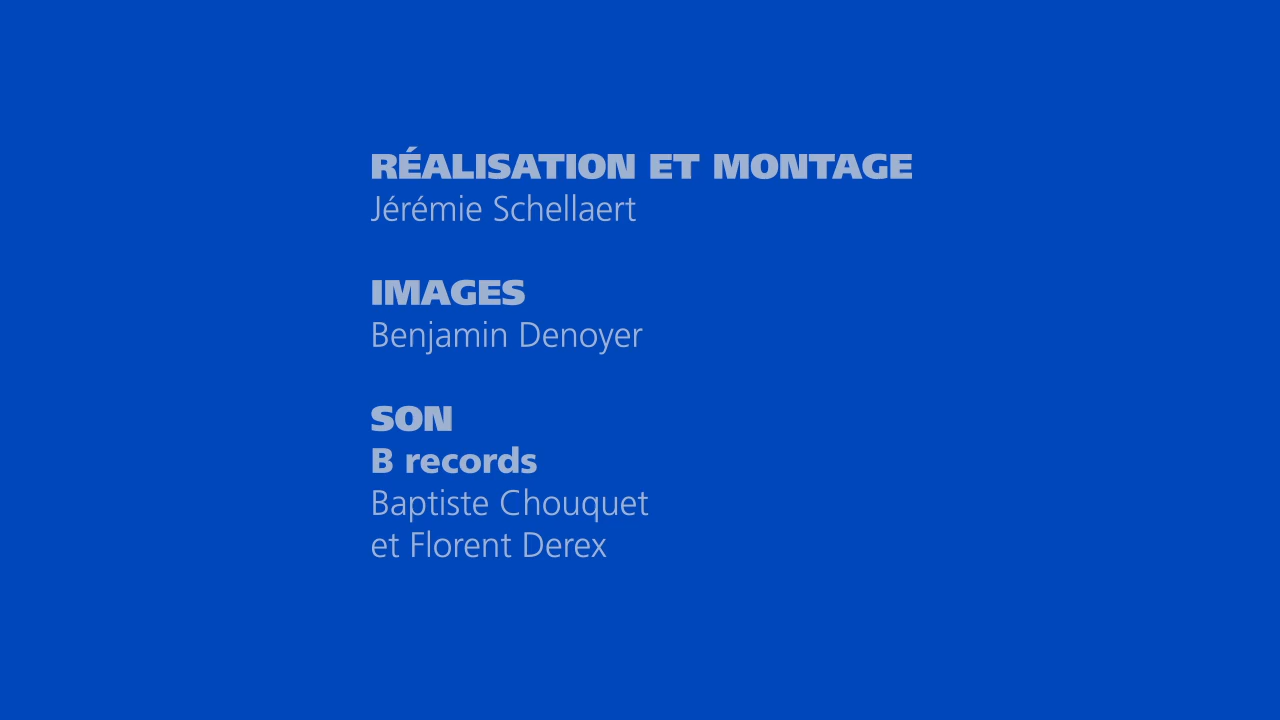 RÉALISATION ET MONTAGE
Jérémie Schellaert
IMAGES
Benjamin Denoyer
SON
B records
Baptiste Chouquet
et Florent Derex